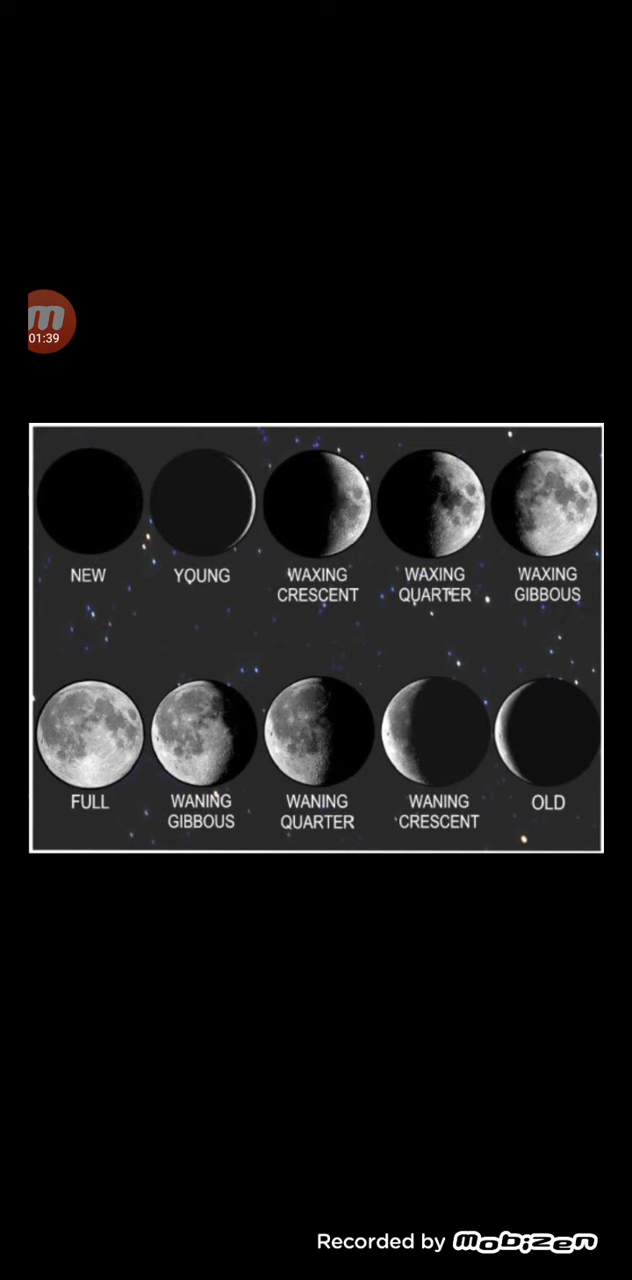 m
01:39
NEW
YOUNG
WAXING
CRESCENT
WAXING
QUARTER
WAXING
GIBBOUS
FULL
WANING
GIBBOUS
WANING
QUARTER
WANING
CRESCENT
OLD
Recorded by mobizen